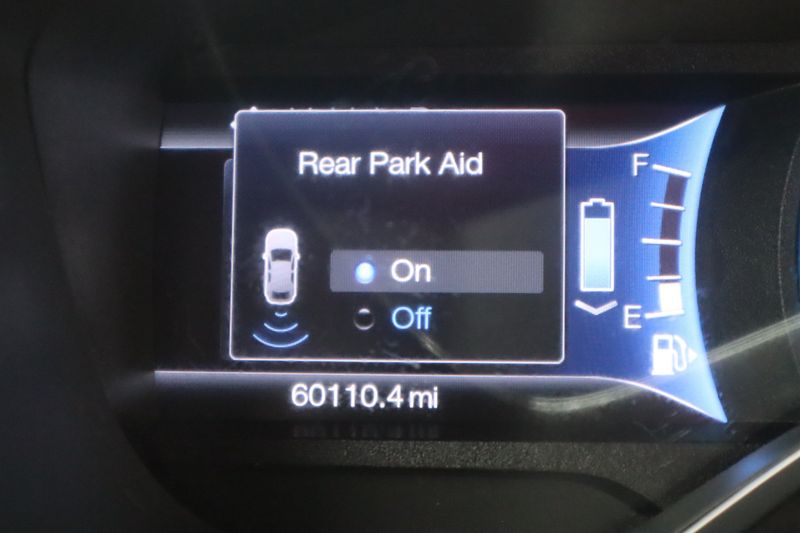 Rear Park Aid
On
Off
F
E
60110.4 mi